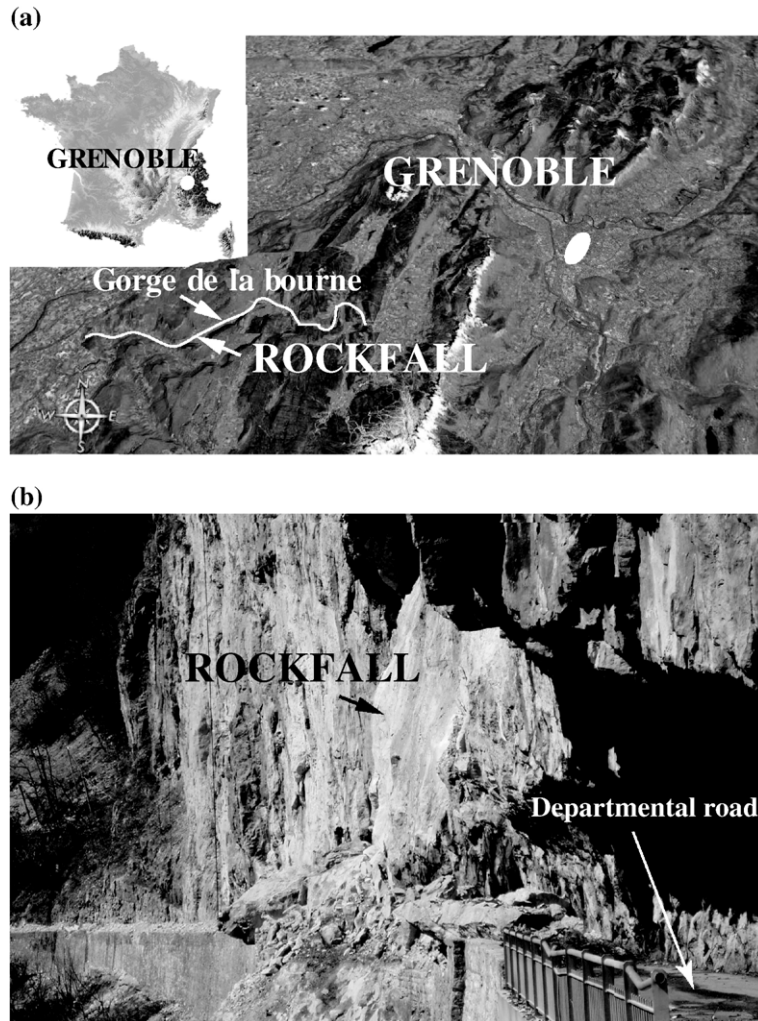 (a)
GRENOBLE
GRENOBLE
Gorge de la bourne
ROCKFALL
N
W E
S
(b)
ROCKFALL
Departmental road